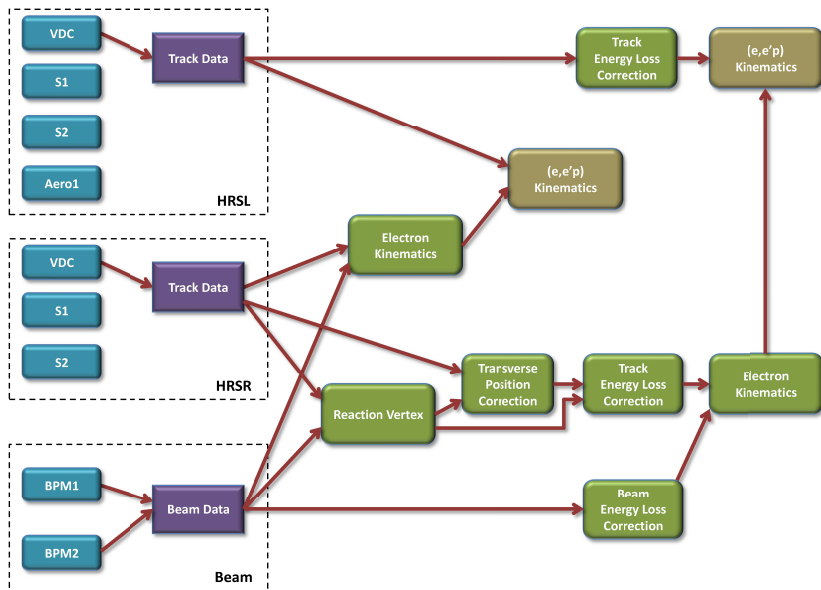 VDC
Track Data
S1
S2
Aero1
HRSL
Track
Energy Loss
Correction
(e,e’p)
Kinematics
(e,e’p)
Kinematics
Electron
Kinematics
VDC
Track Data
S1
S2
HRSR
Reaction Vertex
Transverse
Position
Correction
Track
Energy Loss
Correction
Electron
Kinematics
BPM1
BPM2
Beam Data
Beam
Beam
Energy Loss
Correction